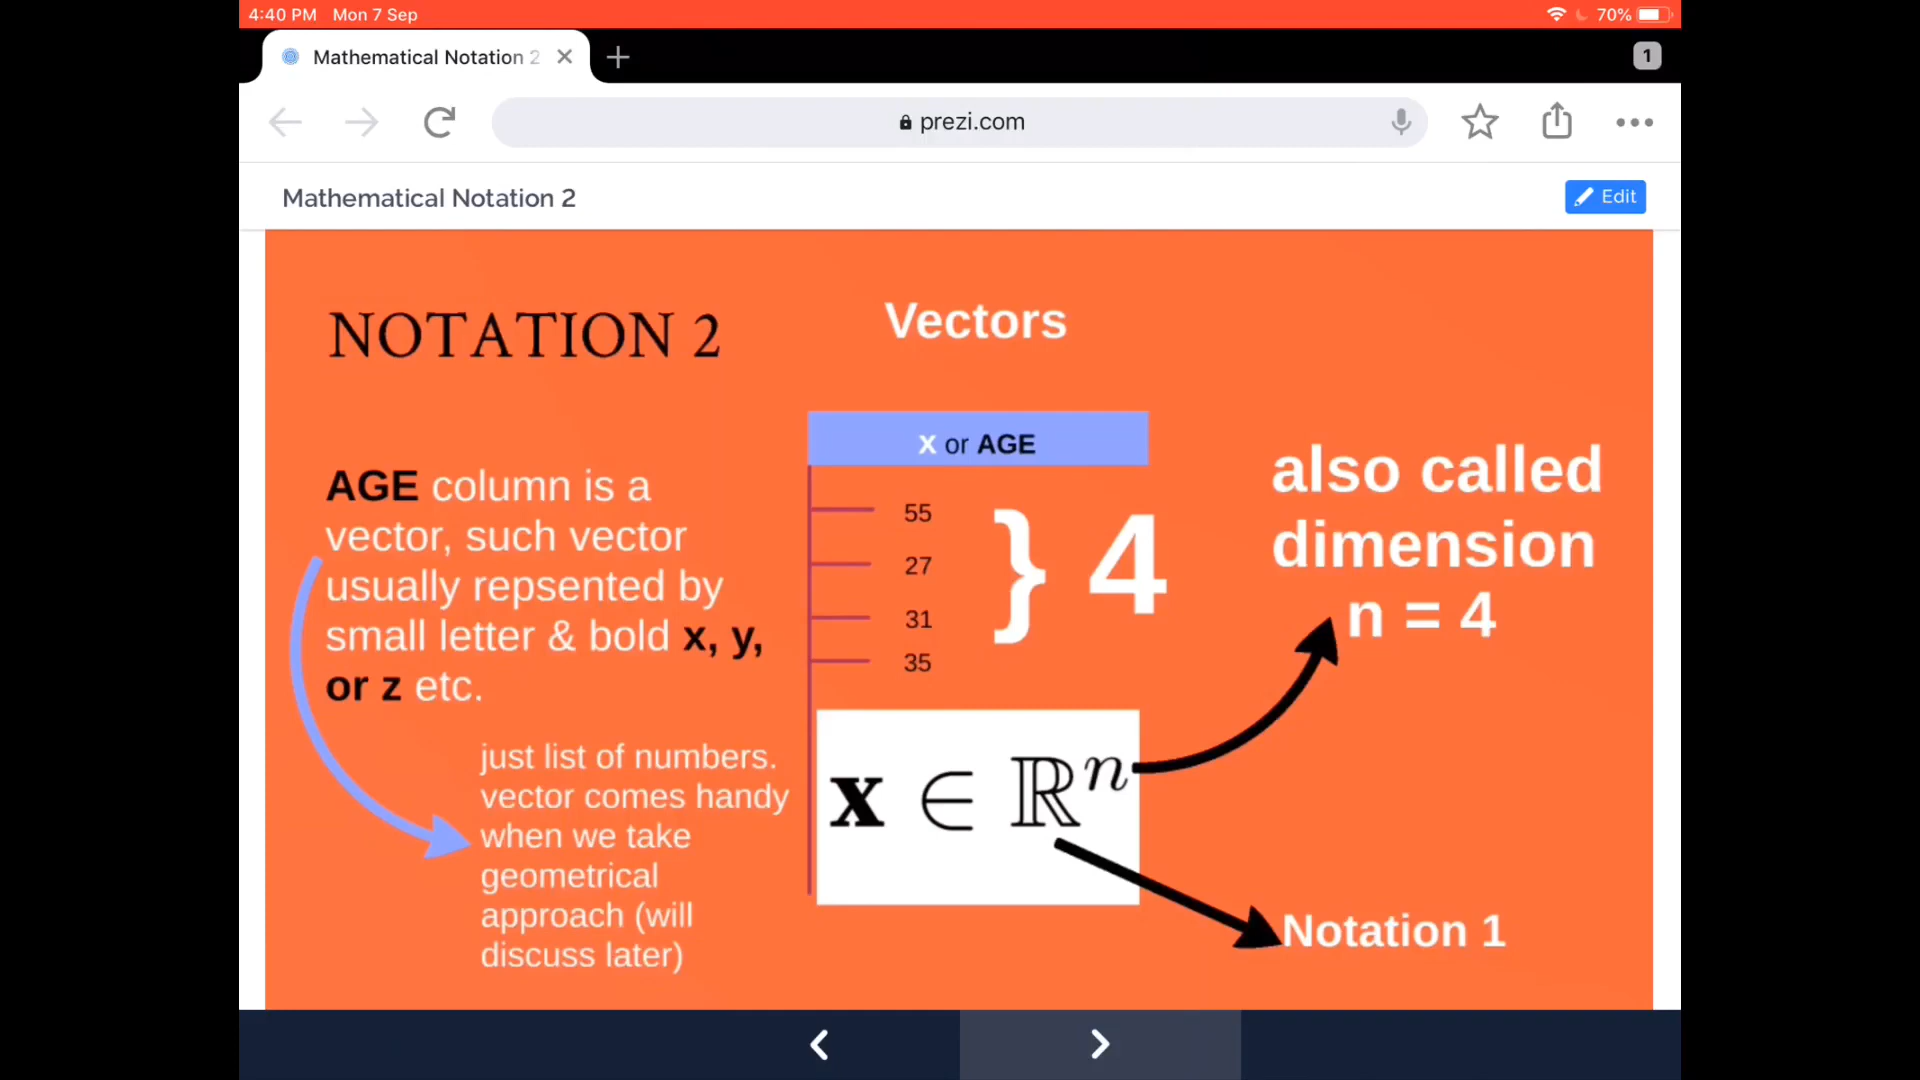 4:40 PM Mon 7 Sep
70%
Mathematical Notation 2
1
prezi.com
Mathematical Notation 2
Edit
NOTATION 2
Vectors
x or AGE
AGE column is a
vector, such vector
usually repsented by
small letter & bold x, y,
or z etc.
55
27
31
35
} 4
also called
dimension
n = 4
just list of numbers.
vector comes handy
when we take
geometrical
approach (will
discuss later)
𝐱 ∈ ℝⁿ
Notation 1